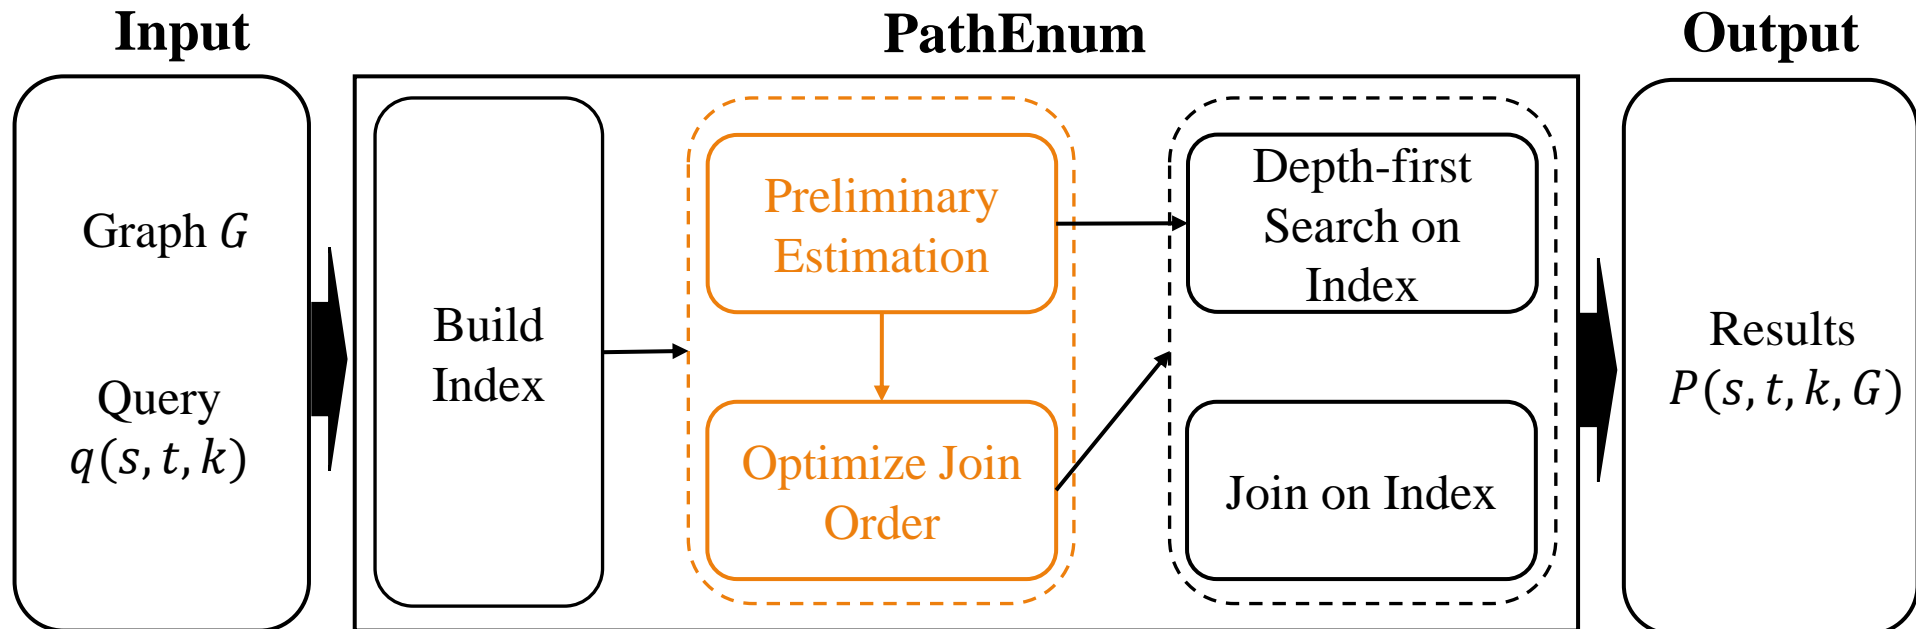 Input
PathEnum
Output
Graph G
Query
q(s, t, k)
Build
Index
Preliminary
Estimation
Optimize Join
Order
Depth-first
Search on
Index
Join on Index
Results
P(s, t, k, G)